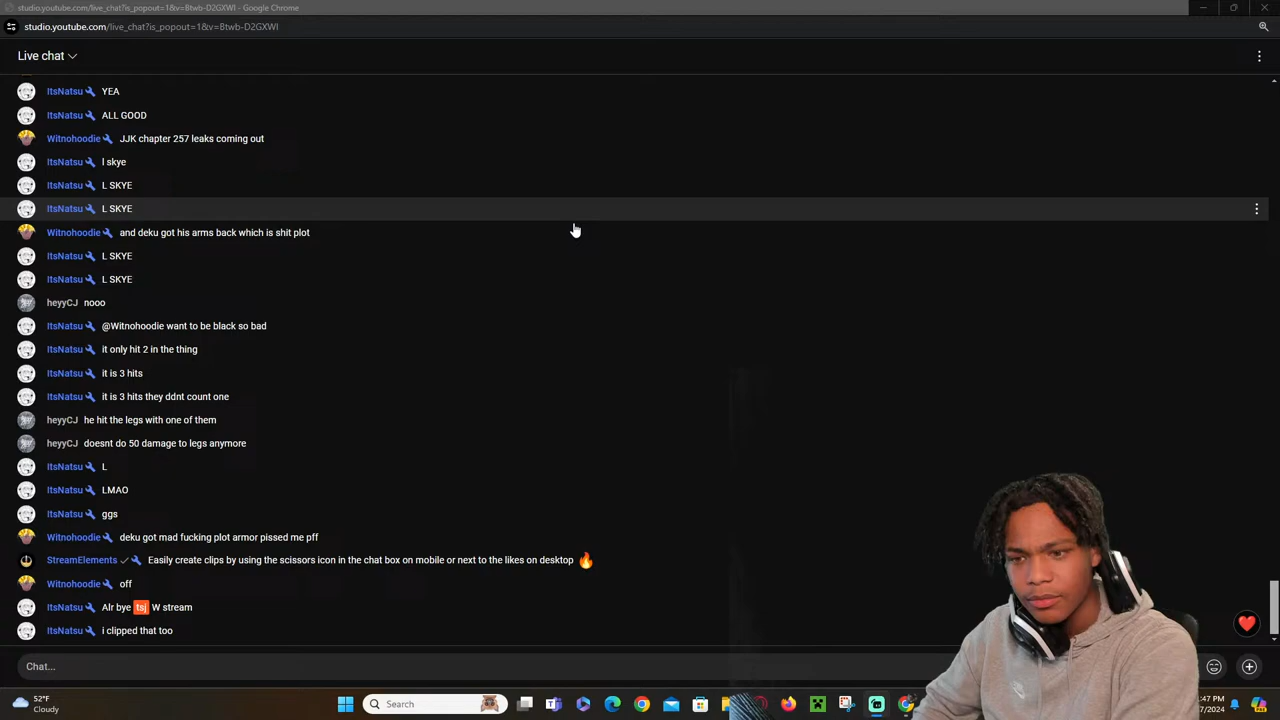 studio.youtube.com/live_chat?is_popout=1&v=Btwb-D2GXWI - Google Chrome
studio.youtube.com/live_chat?is_popout=1&v=Btwb-D2GXWI
Live chat
ItsNatsu YEA
ItsNatsu ALL GOOD
Witnohoodie JJK chapter 257 leaks coming out
ItsNatsu l skye
ItsNatsu L SKYE
ItsNatsu L SKYE
Witnohoodie and deku got his arms back which is shit plot
ItsNatsu L SKYE
ItsNatsu L SKYE
heyyCJ nooo
ItsNatsu @Witnohoodie want to be black so bad
ItsNatsu it only hit 2 in the thing
ItsNatsu it is 3 hits
ItsNatsu it is 3 hits they ddnt count one
heyyCJ he hit the legs with one of them
heyyCJ doesnt do 50 damage to legs anymore
ItsNatsu L
ItsNatsu LMAO
ItsNatsu ggs
Witnohoodie deku got mad fucking plot armor pissed me pff
StreamElements Easily create clips by using the scissors icon in the chat box on mobile or next to the likes on desktop
Witnohoodie off
ItsNatsu Alr bye tsj W stream
ItsNatsu i clipped that too
Chat...
52°F
Cloudy
Search
:47 PM
7/2024